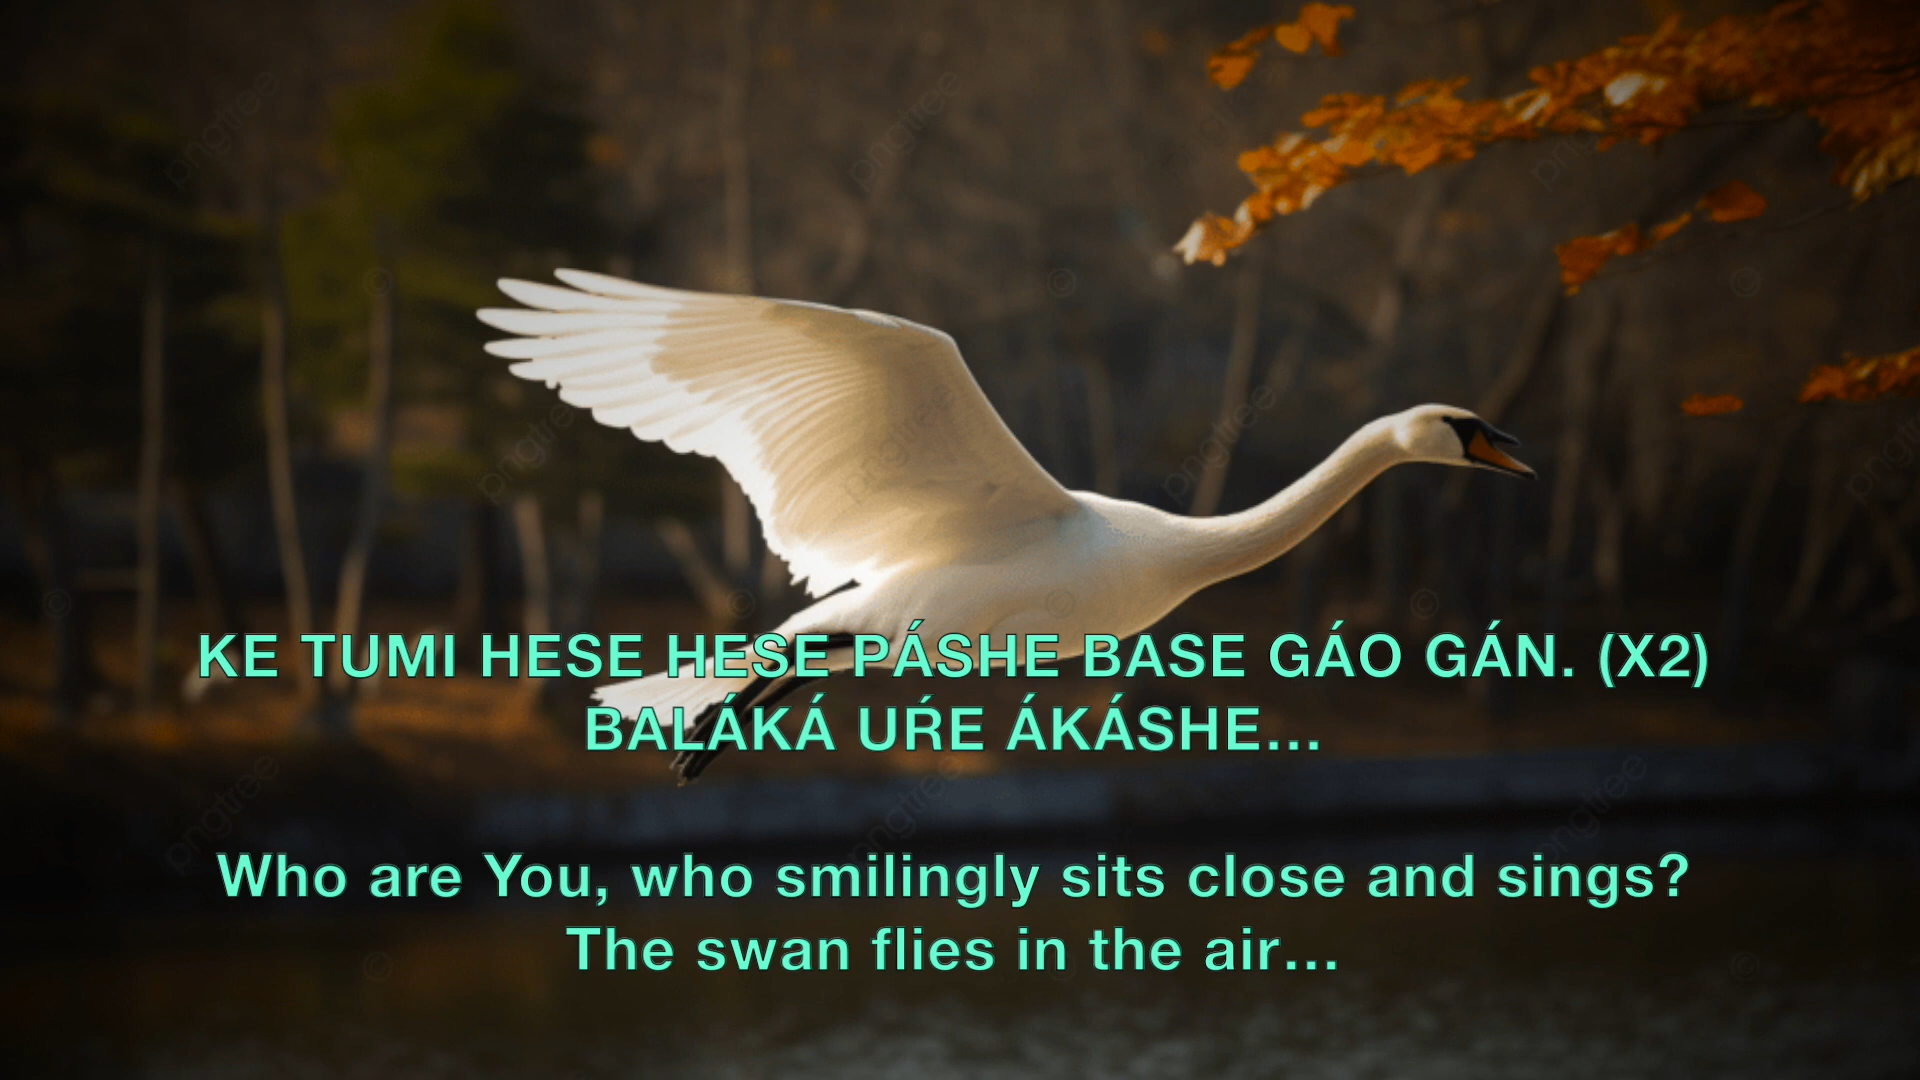 KE TUMI HESE HESE PÁSHE BASE GÁO GÁN. (X2)
BALÁKÁ UŔE ÁKÁSHE...
Who are You, who smilingly sits close and sings?
The swan flies in the air...